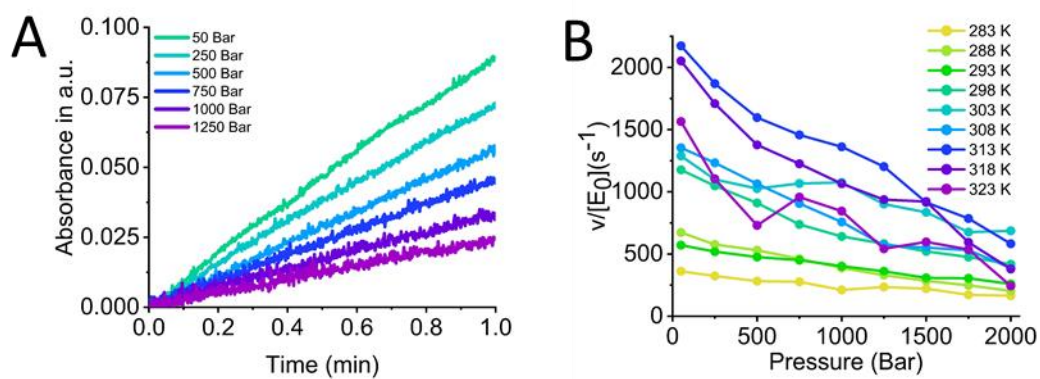 A
Absorbance in a.u.
0.100
0.075
0.050
0.025
0.000
50 Bar
250 Bar
500 Bar
750 Bar
1000 Bar
1250 Bar
0.0 0.2 0.4 0.6 0.8 1.0
Time (min)
B
v/[E₀](s⁻¹)
2000
1500
1000
500
0
283 K
288 K
293 K
298 K
303 K
308 K
313 K
318 K
323 K
0 500 1000 1500 2000
Pressure (Bar)